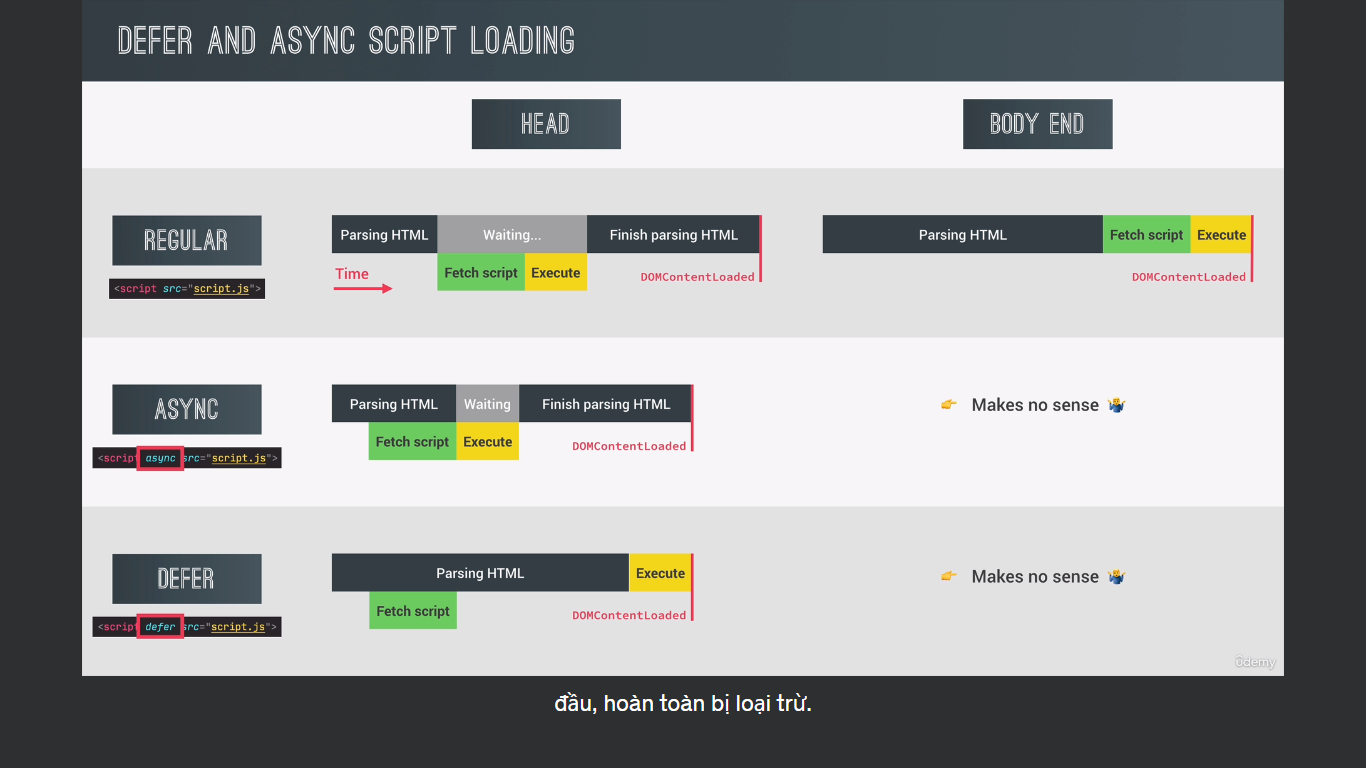 DEFER AND ASYNC SCRIPT LOADING
HEAD
BODY END
REGULAR
<script src="script.js">
Parsing HTML
Waiting...
Finish parsing HTML
Time
Fetch script
Execute
DOMContentLoaded
Parsing HTML
Fetch script
Execute
DOMContentLoaded
ASYNC
<script async src="script.js">
Parsing HTML
Waiting
Finish parsing HTML
Fetch script
Execute
DOMContentLoaded
👉 Makes no sense 🤷‍♂️
DEFER
<script defer src="script.js">
Parsing HTML
Execute
Fetch script
DOMContentLoaded
👉 Makes no sense 🤷‍♂️
ûdemy
đầu, hoàn toàn bị loại trừ.